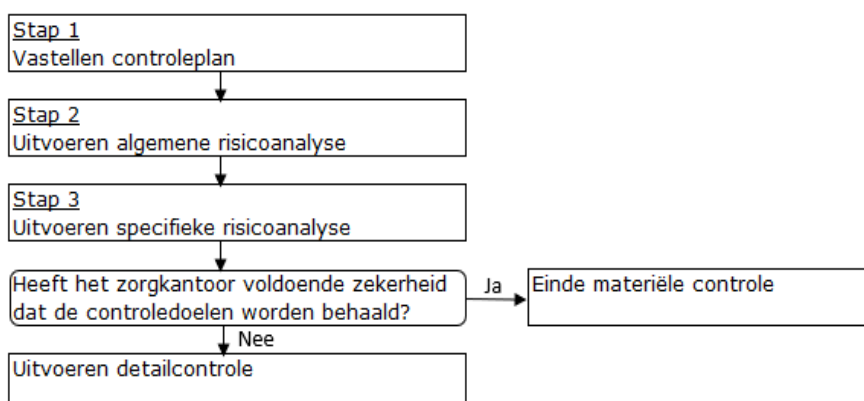 Stap 1
Vastellen controleplan
Stap 2
Uitvoeren algemene risicoanalyse
Stap 3
Uitvoeren specifieke risicoanalyse
Heeft het zorgkantoor voldoende zekerheid
dat de controledoelen worden behaald?
Ja
Einde materiële controle
Nee
Uitvoeren detailcontrole